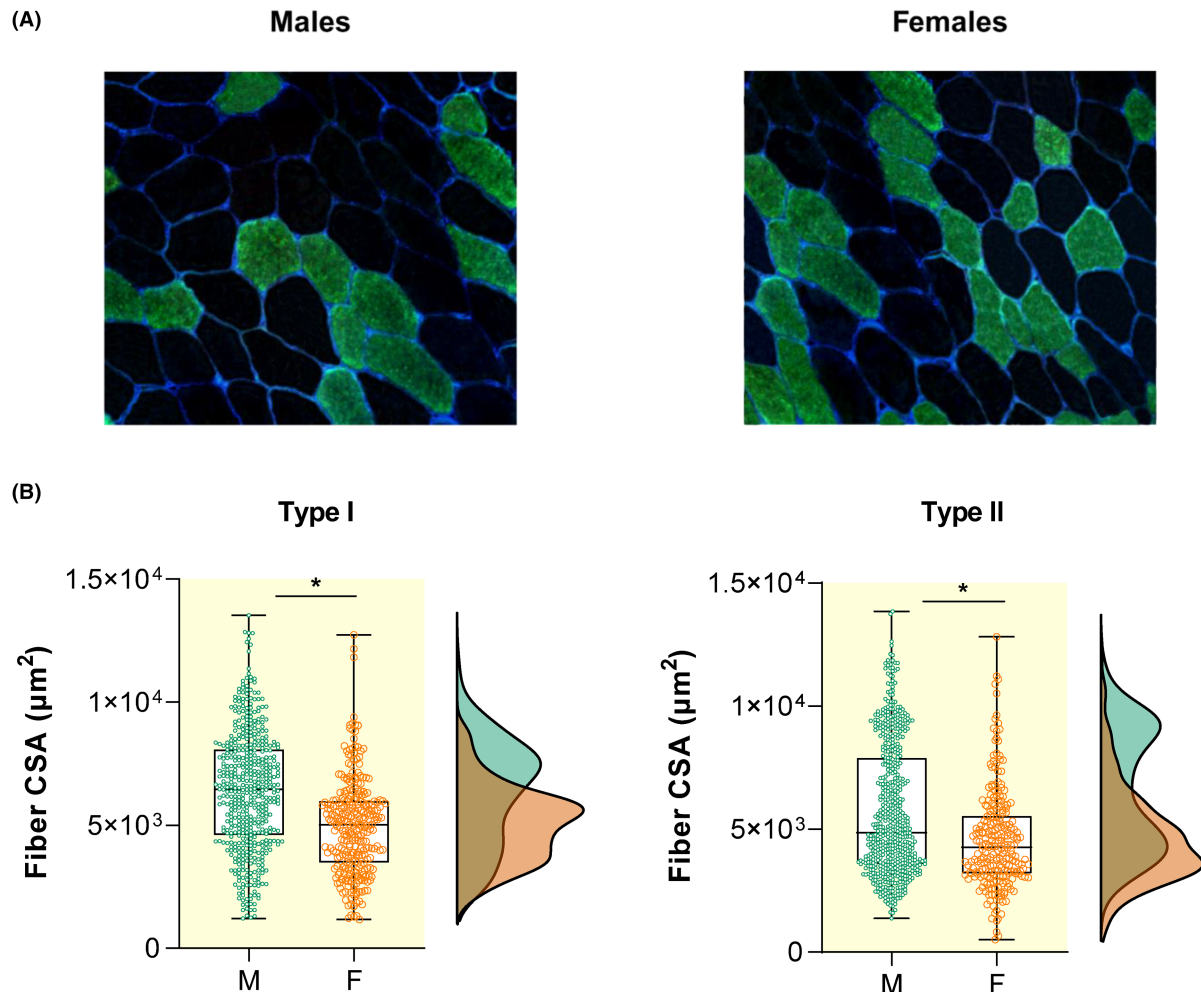 (A)
Males
Females
(B)
Type I
Type II
Fiber CSA (µm²)
1.5×10⁴
1×10⁴
5×10³
0
*
M
F
Fiber CSA (µm²)
1.5×10⁴
1×10⁴
5×10³
0
*
M
F